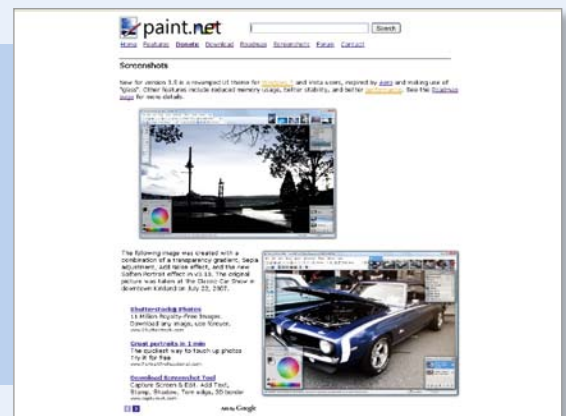 paint.net
Search
Home Features Donate Download Roadmap Screenshots Forum Contact
Screenshots
New for version 3.5 is a revamped UI theme for Windows 7 and Vista users, inspired by Aero and making use of
"glass". Other features include reduced memory usage, better stability, and better performance. See the Roadmap
page for more details.
The following image was created with a
combination of a transparency gradient, Sepia
adjustment, add noise effect, and the new
Soften Portrait effect in v3.10. The original
picture was taken at the Classic Car Show in
downtown Kirkland on July 22, 2007.
Shutterstock® Photos
11 Million Royalty-Free Images.
Download any image, use forever.
www.Shutterstock.com
Great portraits in 1 min
The quickest way to touch up photos
Try it for free
Download Screenshot Tool
Capture Screen & Edit. Add Text,
Stamp, Shadow, Torn edge, 3D border
Ads by Google